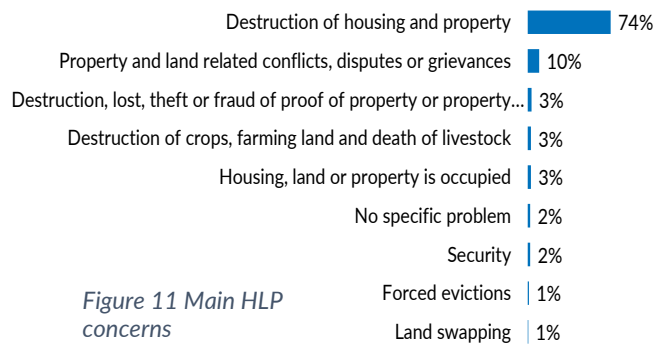 Destruction of housing and property 74%
Property and land related conflicts, disputes or grievances 10%
Destruction, lost, theft or fraud of proof of property or property... 3%
Destruction of crops, farming land and death of livestock 3%
Housing, land or property is occupied 3%
No specific problem 2%
Security 2%
Forced evictions 1%
Land swapping 1%
Figure 11 Main HLP
concerns